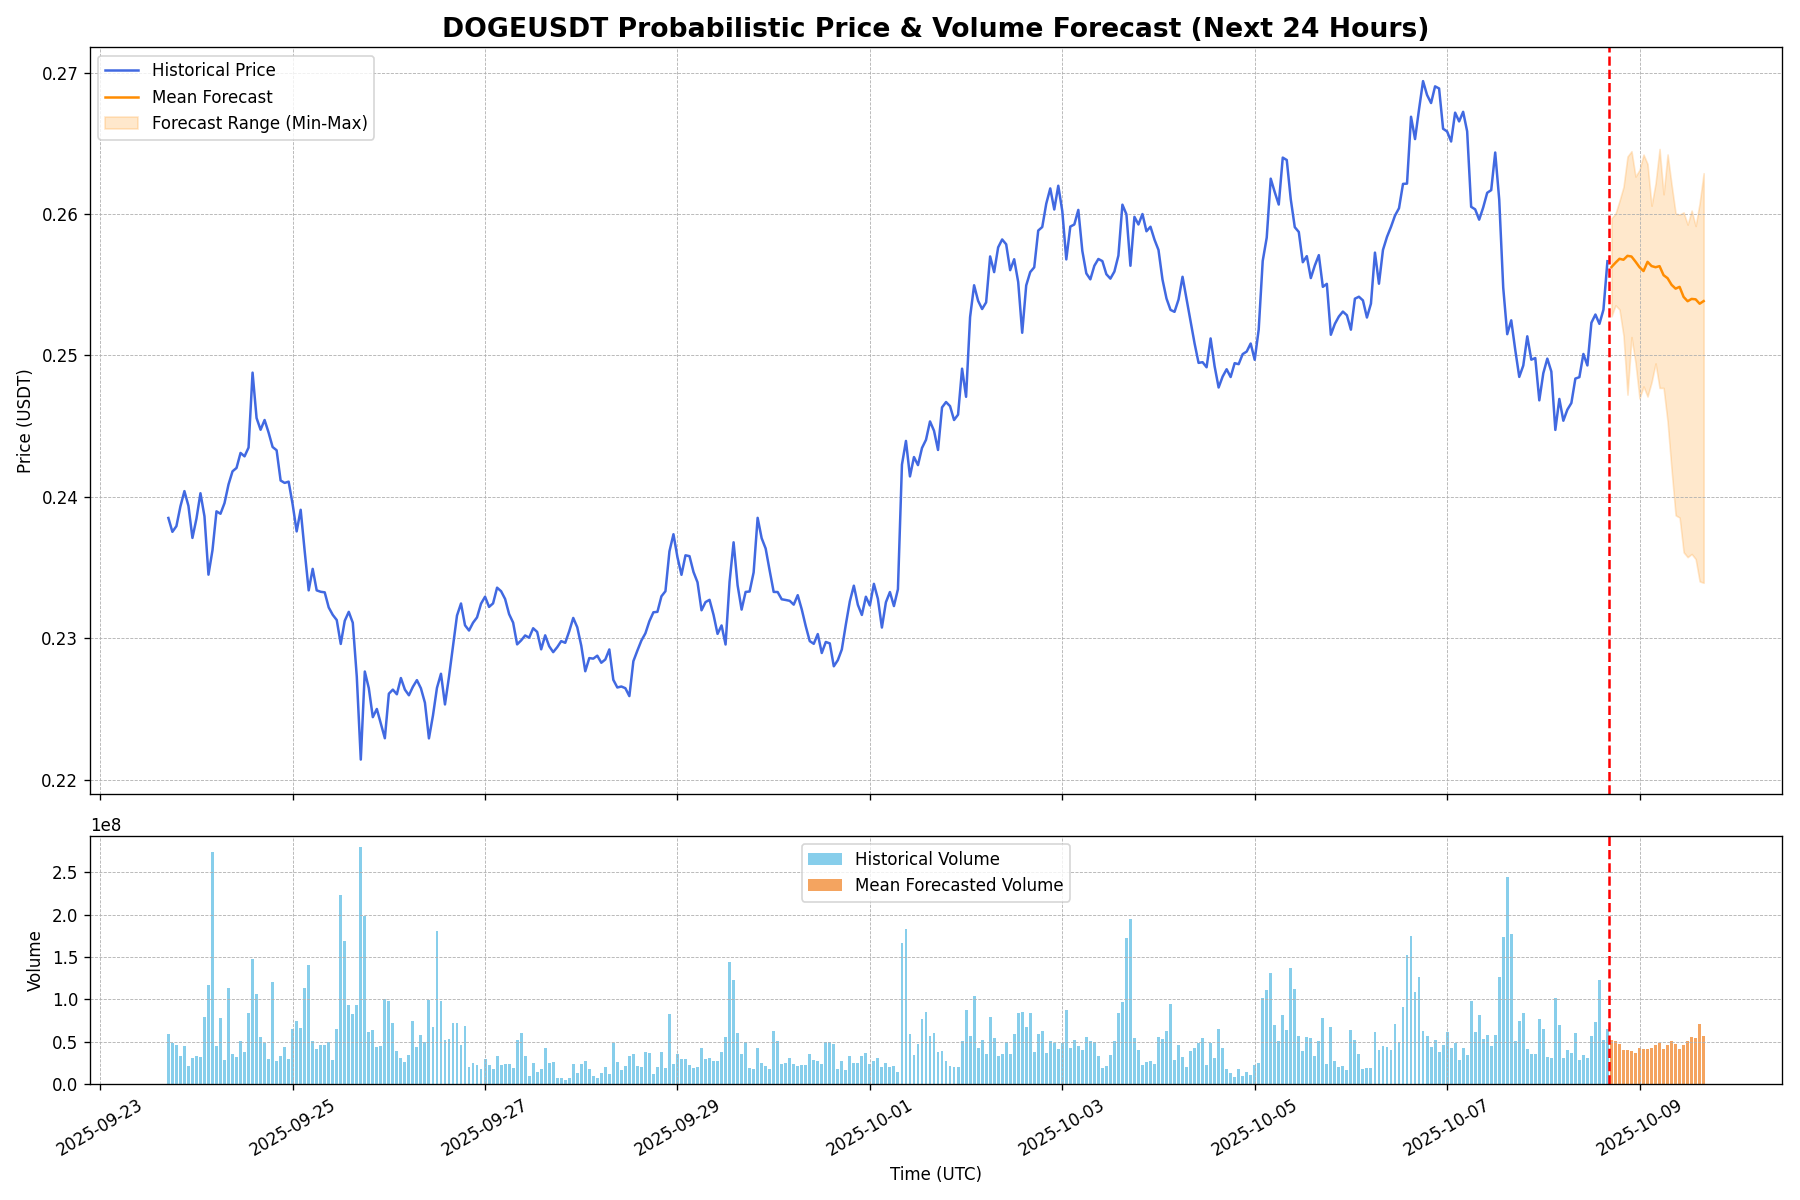 DOGEUSDT Probabilistic Price & Volume Forecast (Next 24 Hours)
Historical Price
Mean Forecast
Forecast Range (Min-Max)
0.27
0.26
0.25
0.24
0.23
0.22
Price (USDT)
1e8
Historical Volume
Mean Forecasted Volume
2.5
2.0
1.5
1.0
0.5
0.0
Volume
2025-09-23
2025-09-25
2025-09-27
2025-09-29
2025-10-01
2025-10-03
2025-10-05
2025-10-07
2025-10-09
Time (UTC)